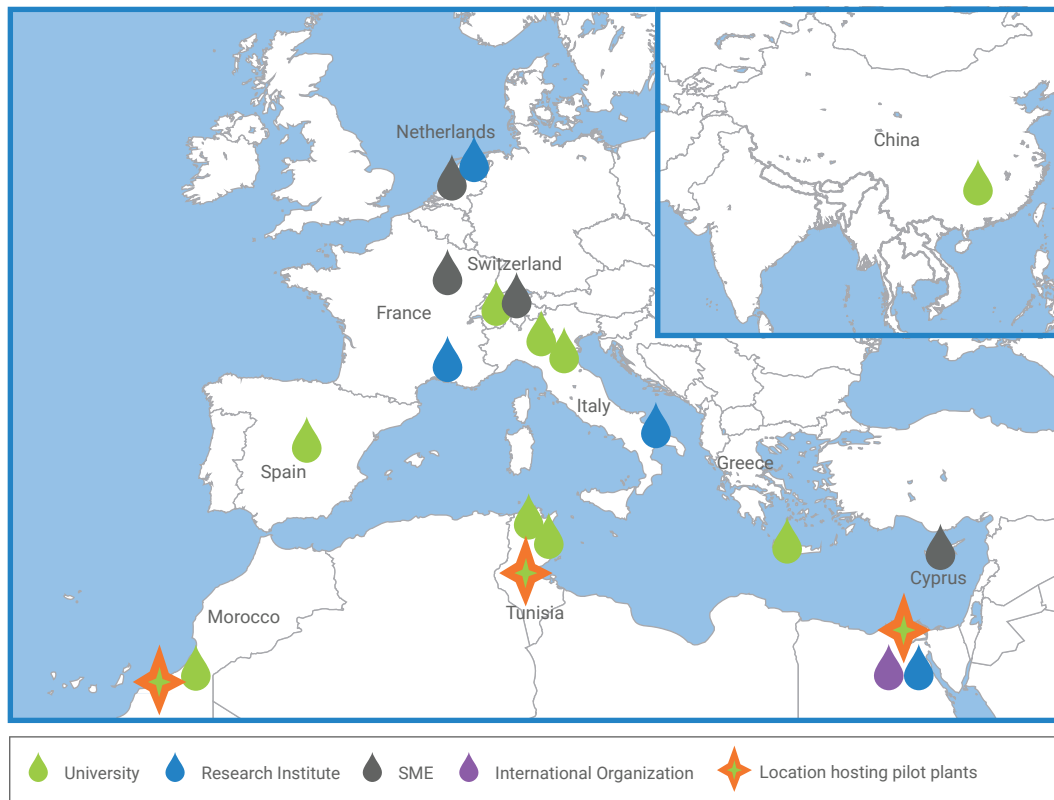 Netherlands
China
Switzerland
France
Italy
Spain
Greece
Cyprus
Tunisia
Morocco
University
Research Institute
SME
International Organization
Location hosting pilot plants